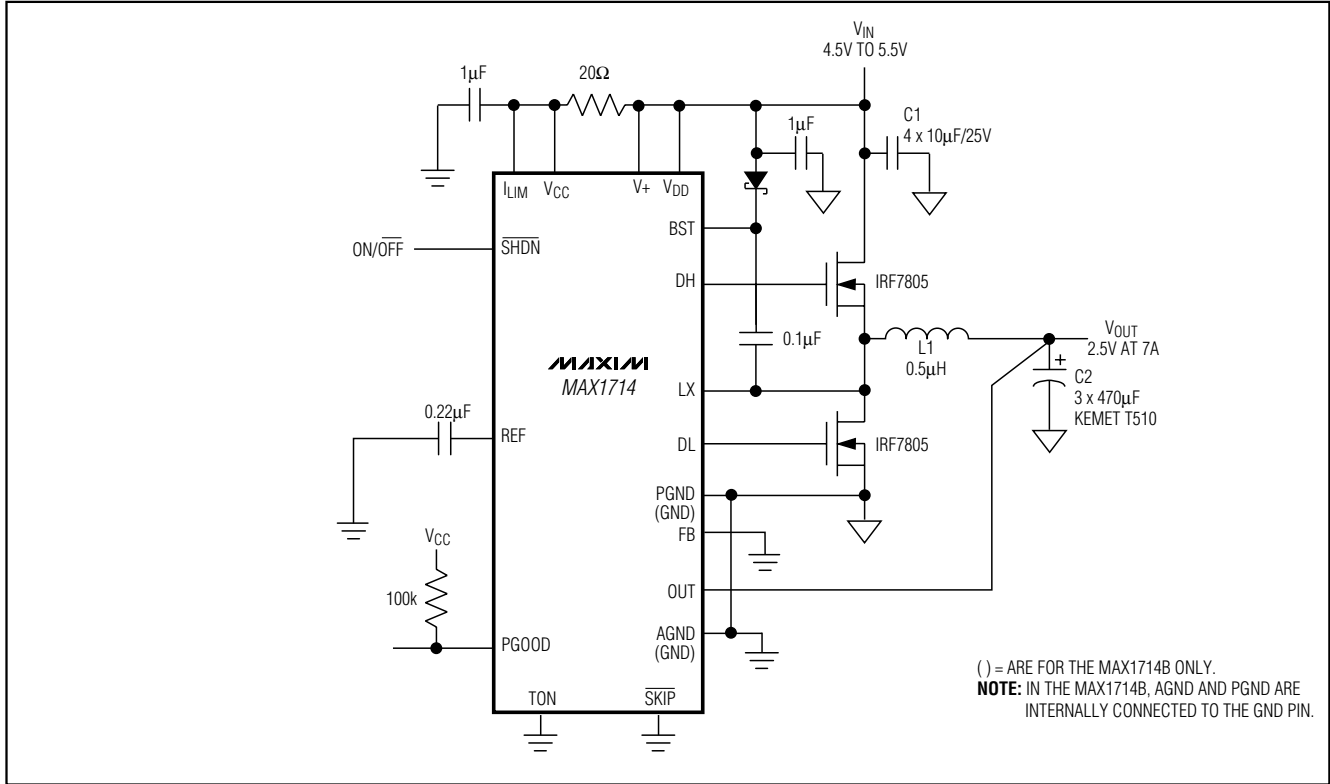 VIN
4.5V TO 5.5V
1µF
20Ω
1µF
C1
4 x 10µF/25V
ILIM
VCC
V+
VDD
BST
ON/OFF
SHDN
DH
IRF7805
0.1µF
L1
0.5µH
VOUT
2.5V AT 7A
MAXIM
MAX1714
LX
C2
3 x 470µF
KEMET T510
0.22µF
REF
DL
IRF7805
PGND
(GND)
FB
VCC
100k
OUT
PGOOD
AGND
(GND)
TON
SKIP
( ) = ARE FOR THE MAX1714B ONLY.
NOTE: IN THE MAX1714B, AGND AND PGND ARE
INTERNALLY CONNECTED TO THE GND PIN.
+